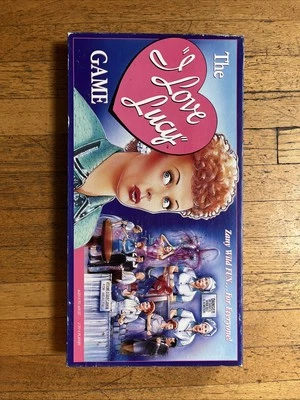 The
"I Love
Lucy"
GAME
Zany Wild FUN... for Everyone!